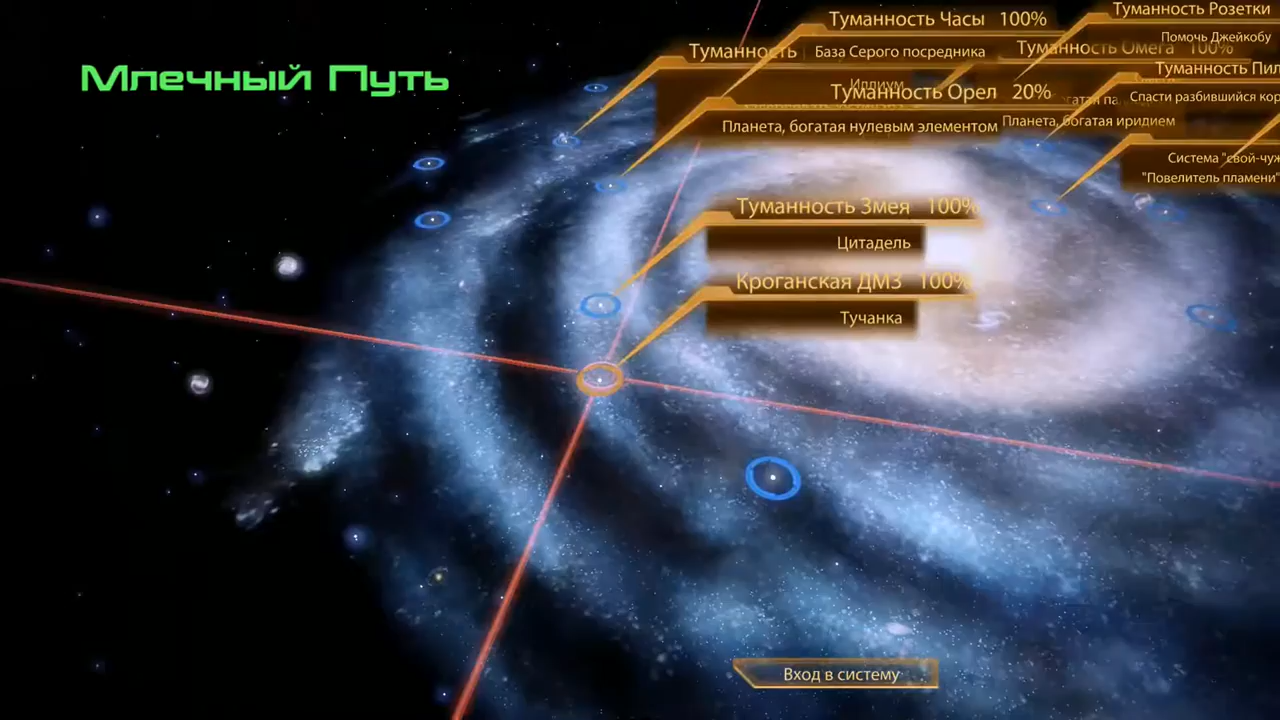 Млечный Путь
Туманность Часы 100%
База Серого посредника
Туманность Розетки
Помочь Джейкобу
Туманность
Иллиум
Туманность Омега 100%
Туманность Орел 20%
Планета, богатая нулевым элементом
Планета, богатая иридием
Туманность Пил
Спасти разбившийся кор
Система "свой-чуж
"Повелитель пламени"
Туманность Змея 100%
Цитадель
Кроганская ДМЗ 100%
Тучанка
Вход в систему